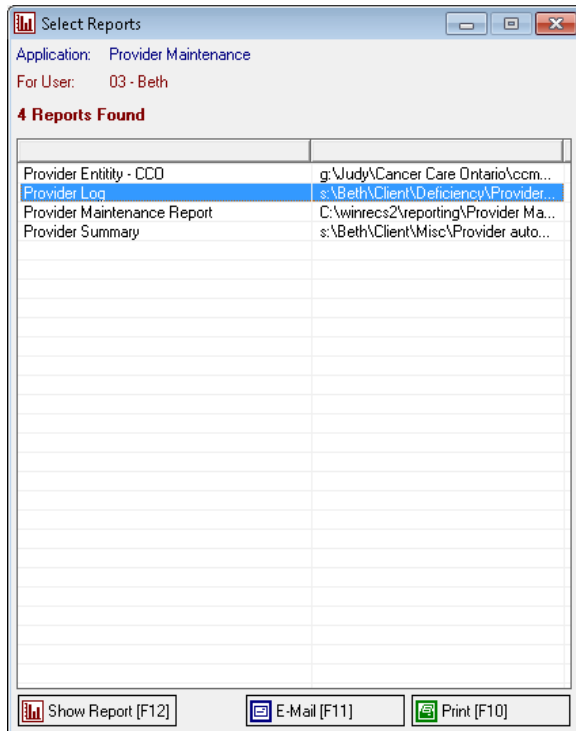 Select Reports
Application: Provider Maintenance
For User: 03 - Beth
4 Reports Found
Provider Entitity - CCO g:\Judy\Cancer Care Ontario\ccm...
Provider Log s:\Beth\Client\Deficiency\Provider...
Provider Maintenance Report C:\winrecs2\reporting\Provider Ma...
Provider Summary s:\Beth\Client\Misc\Provider auto...
Show Report [F12] E-Mail [F11] Print [F10]